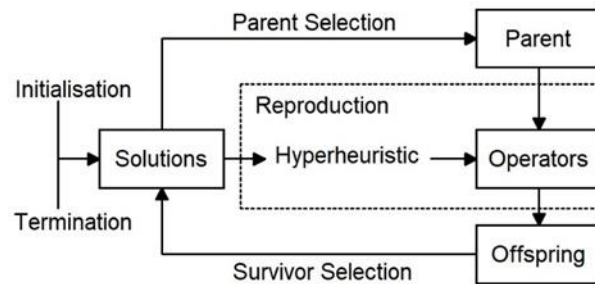 Parent Selection
Parent
Initialisation
Reproduction
Solutions
Hyperheuristic
Operators
Termination
Survivor Selection
Offspring